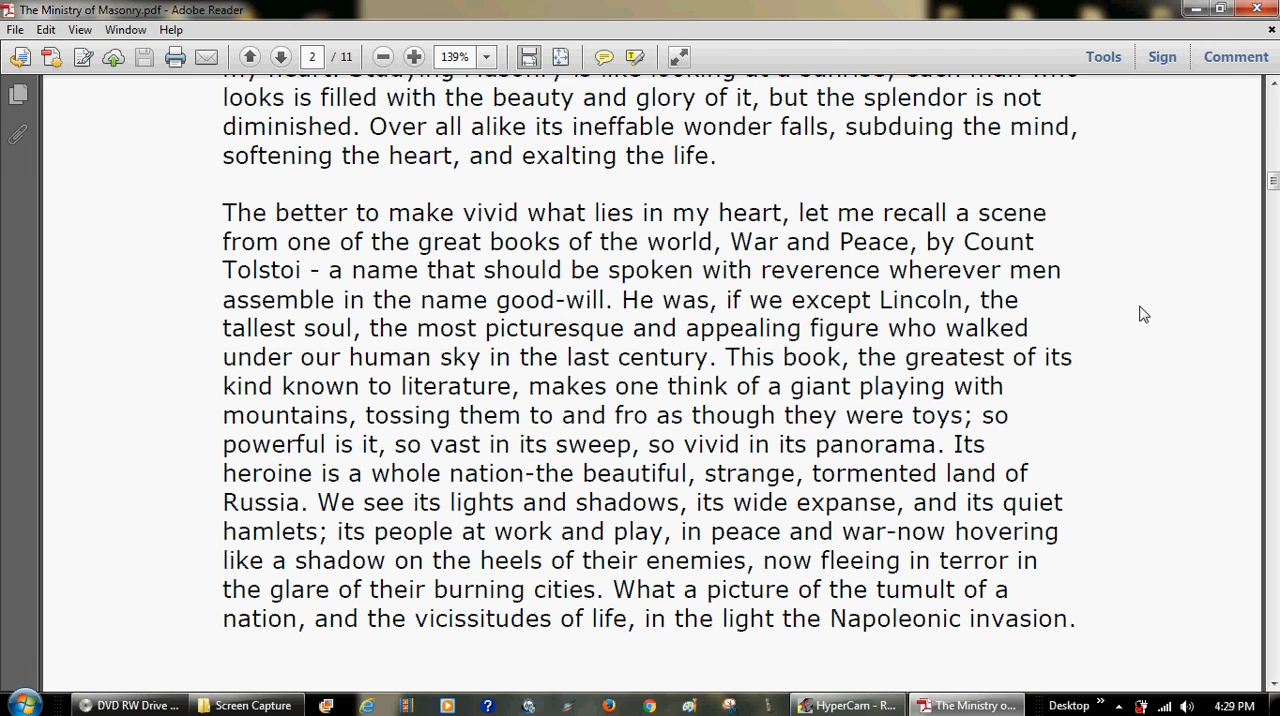 The Ministry of Masonry.pdf - Adobe Reader
File Edit View Window Help
2 / 11 139% Tools Sign Comment
my heart. Studying Masonry is like looking at a sunrise; each man who
looks is filled with the beauty and glory of it, but the splendor is not
diminished. Over all alike its ineffable wonder falls, subduing the mind,
softening the heart, and exalting the life.
The better to make vivid what lies in my heart, let me recall a scene
from one of the great books of the world, War and Peace, by Count
Tolstoi - a name that should be spoken with reverence wherever men
assemble in the name good-will. He was, if we except Lincoln, the
tallest soul, the most picturesque and appealing figure who walked
under our human sky in the last century. This book, the greatest of its
kind known to literature, makes one think of a giant playing with
mountains, tossing them to and fro as though they were toys; so
powerful is it, so vast in its sweep, so vivid in its panorama. Its
heroine is a whole nation-the beautiful, strange, tormented land of
Russia. We see its lights and shadows, its wide expanse, and its quiet
hamlets; its people at work and play, in peace and war-now hovering
like a shadow on the heels of their enemies, now fleeing in terror in
the glare of their burning cities. What a picture of the tumult of a
nation, and the vicissitudes of life, in the light the Napoleonic invasion.
DVD RW Drive ... Screen Capture HyperCam - R... The Ministry o... Desktop 4:29 PM